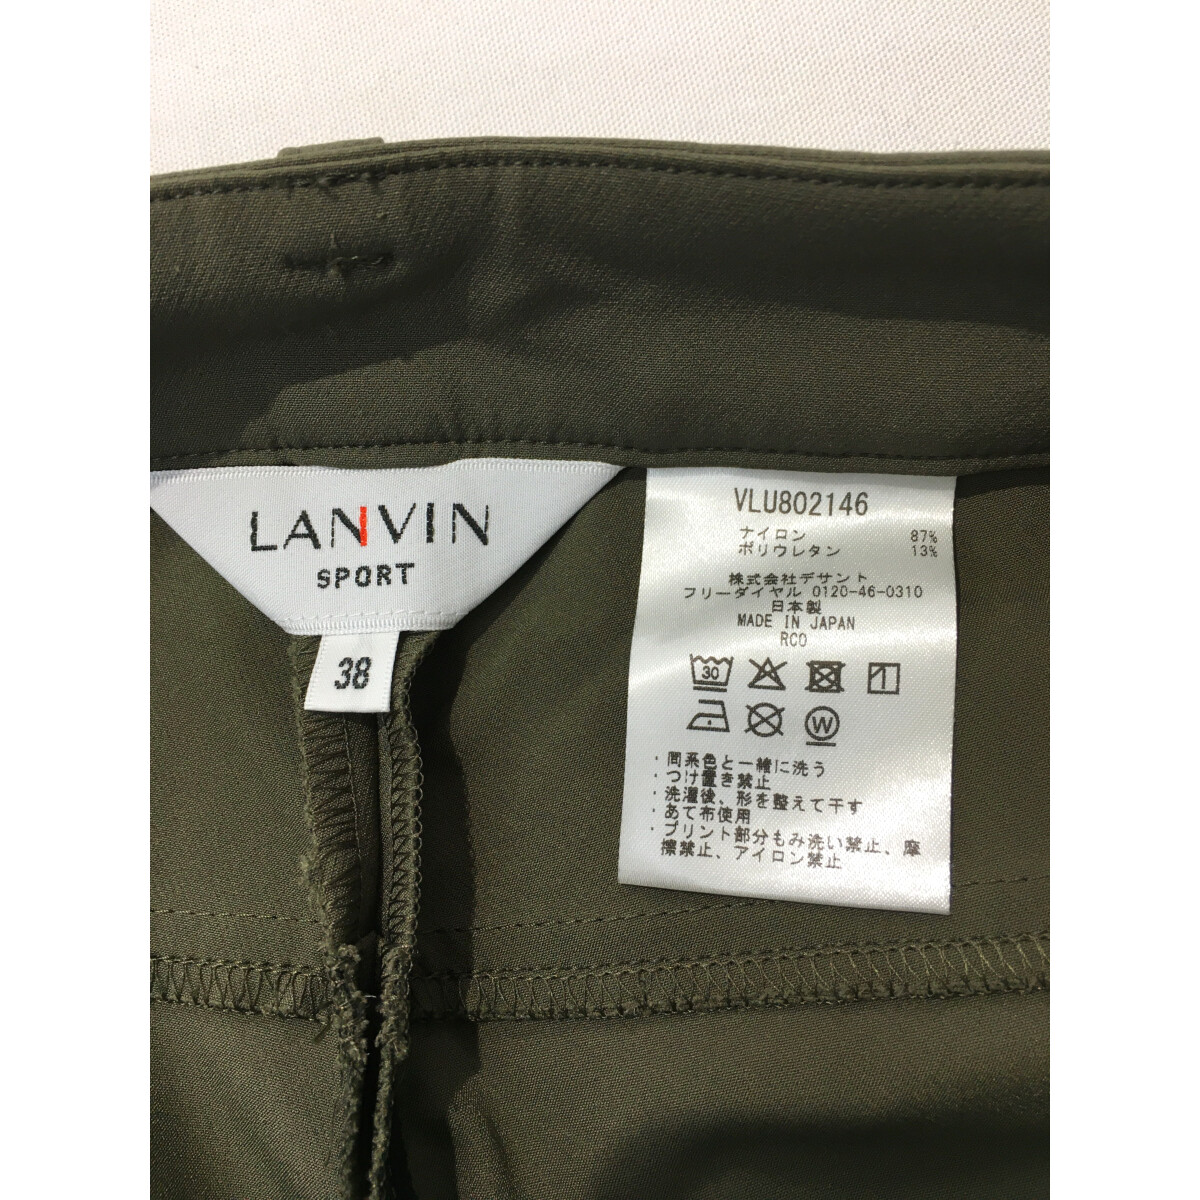 LANVIN
SPORT
38
VLU802146
ナイロン 87%
ポリウレタン 13%
株式会社デサント
フリーダイヤル 0120-46-0310
日本製
MADE IN JAPAN
RCO
30
W
・同系色と一緒に洗う
・つけ置き禁止
・洗濯後、形を整えて干す
・あて布使用
・プリント部分もみ洗い禁止、摩
擦禁止、アイロン禁止